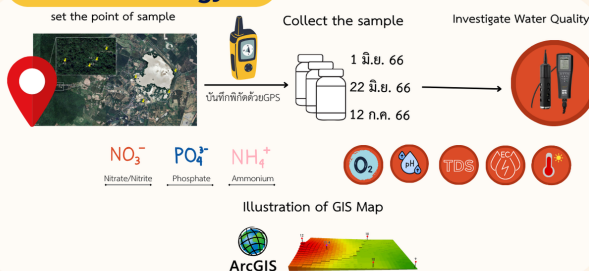 set the point of sample
Collect the sample
Investigate Water Quality
บันทึกพิกัดด้วยGPS
1 มิ.ย. 66
22 มิ.ย. 66
12 ก.ค. 66
NO₃⁻
Nitrate/Nitrite
PO₄³⁻
Phosphate
NH₄⁺
Ammonium
O₂
pH
TDS
EC
Illustration of GIS Map
ArcGIS